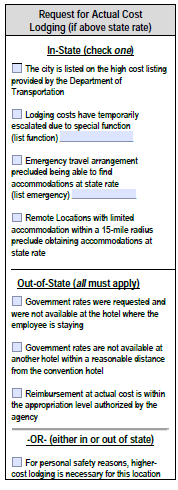 Request for Actual Cost
Lodging (if above state rate)
In-State (check one)
The city is listed on the high cost listing
provided by the Department of
Transportation
Lodging costs have temporarily
escalated due to special function
(list function)
Emergency travel arrangement
precluded being able to find
accommodations at state rate
(list emergency)
Remote Locations with limited
accommodation within a 15-mile radius
preclude obtaining accommodations at
state rate
Out-of-State (all must apply)
Government rates were requested and
were not available at the hotel where the
employee is staying
Government rates are not available at
another hotel within a reasonable distance
from the convention hotel
Reimbursement at actual cost is within
the appropriation level authorized by the
agency
-OR- (either in or out of state)
For personal safety reasons, higher-
cost lodging is necessary for this location